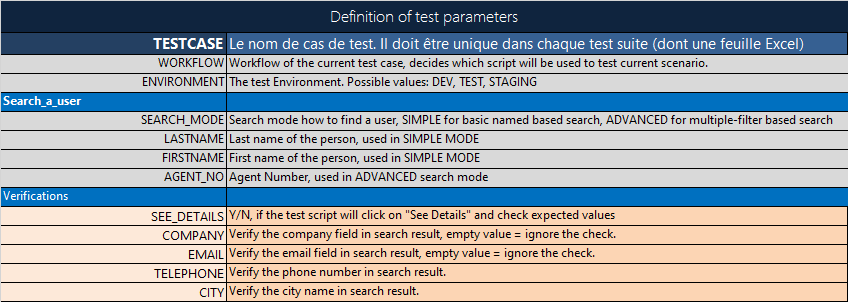 Definition of test parameters
TESTCASE Le nom de cas de test. Il doit être unique dans chaque test suite (dont une feuille Excel)
WORKFLOW Workflow of the current test case, decides which script will be used to test current scenario.
ENVIRONMENT The test Environment. Possible values: DEV, TEST, STAGING
Search_a_user
SEARCH_MODE Search mode how to find a user, SIMPLE for basic named based search, ADVANCED for multiple-filter based search
LASTNAME Last name of the person, used in SIMPLE MODE
FIRSTNAME First name of the person, used in SIMPLE MODE
AGENT_NO Agent Number, used in ADVANCED search mode
Verifications
SEE_DETAILS Y/N, if the test script will click on "See Details" and check expected values
COMPANY Verify the company field in search result, empty value = ignore the check.
EMAIL Verify the email field in search result, empty value = ignore the check.
TELEPHONE Verify the phone number in search result.
CITY Verify the city name in search result.